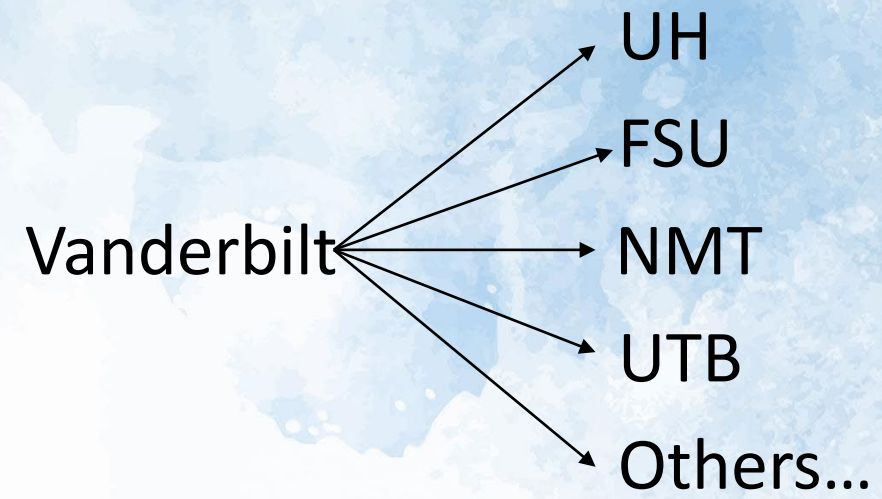 UH
FSU
Vanderbilt
NMT
UTB
Others...